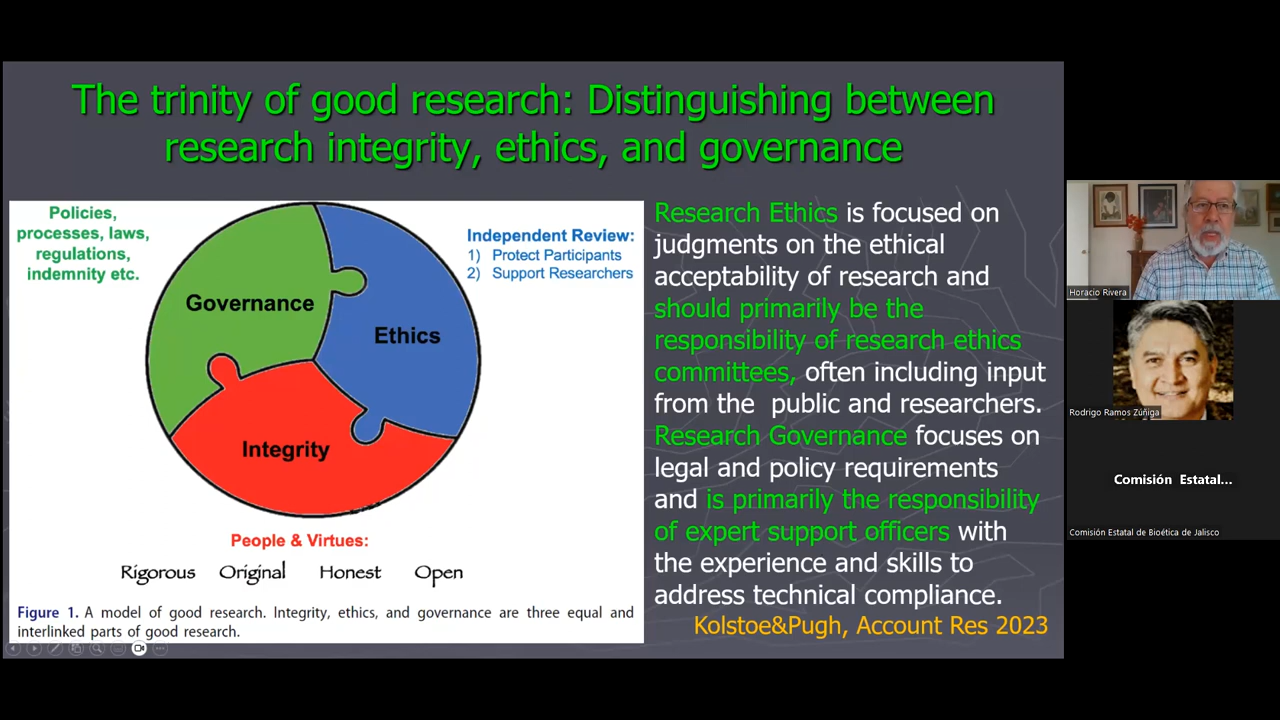 The trinity of good research: Distinguishing between
research integrity, ethics, and governance
Policies,
processes, laws,
regulations,
indemnity etc.
Governance
Ethics
Integrity
Independent Review:
1) Protect Participants
2) Support Researchers
People & Virtues:
Rigorous Original Honest Open
Figure 1. A model of good research. Integrity, ethics, and governance are three equal and
interlinked parts of good research.
Research Ethics is focused on
judgments on the ethical
acceptability of research and
should primarily be the
responsibility of research ethics
committees, often including input
from the public and researchers.
Research Governance focuses on
legal and policy requirements
and is primarily the responsibility
of expert support officers with
the experience and skills to
address technical compliance.
Kolstoe&Pugh, Account Res 2023
Horacio Rivera
Rodrigo Ramos Zúñiga
Comisión Estatal...
Comisión Estatal de Bioética de Jalisco